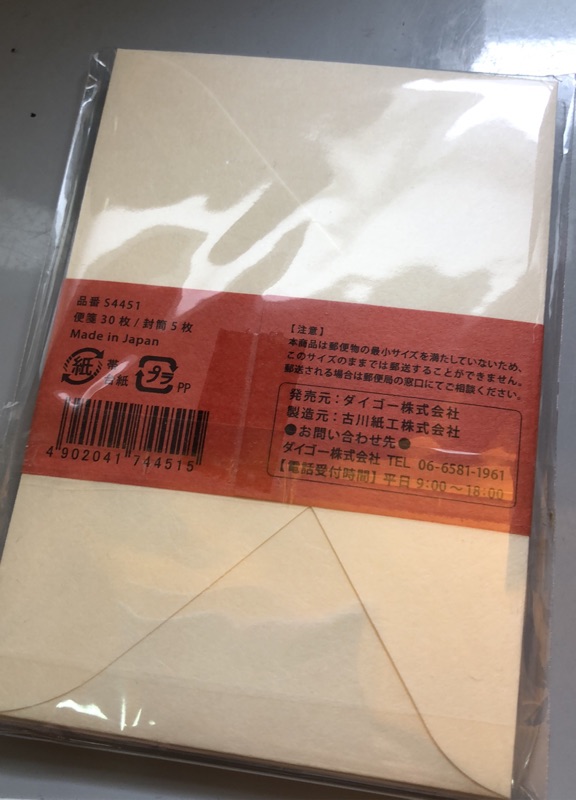 品番 S4451
便箋 30 枚 / 封筒 5 枚
Made in Japan
紙 帯
台紙 プラ PP
4 902041 744515
【注意】
本商品は郵便物の最小サイズを満たしていないため、
このサイズのままでは郵送することができません。
郵送される場合は郵便局の窓口にてご相談ください。
発売元：ダイゴー株式会社
製造元：古川紙工株式会社
●お問い合わせ先●
ダイゴー株式会社 TEL 06-6581-1961
【電話受付時間】平日 9:00～18:00